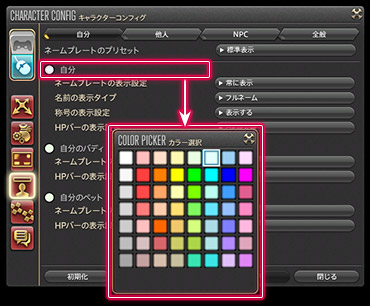 CHARACTER CONFIG キャラクターコンフィグ
自分 他人 NPC 全般
ネームプレートのプリセット ▶標準表示
自分
ネームプレートの表示設定 ▶常に表示
名前の表示タイプ ▶フルネーム
称号の表示設定 ▶表示する
HPバーの表示
COLOR PICKER カラー選択
自分のバディ
ネームプレート
HPバーの表示
自分のペット
ネームプレート
HPバーの表示
初期化 閉じる